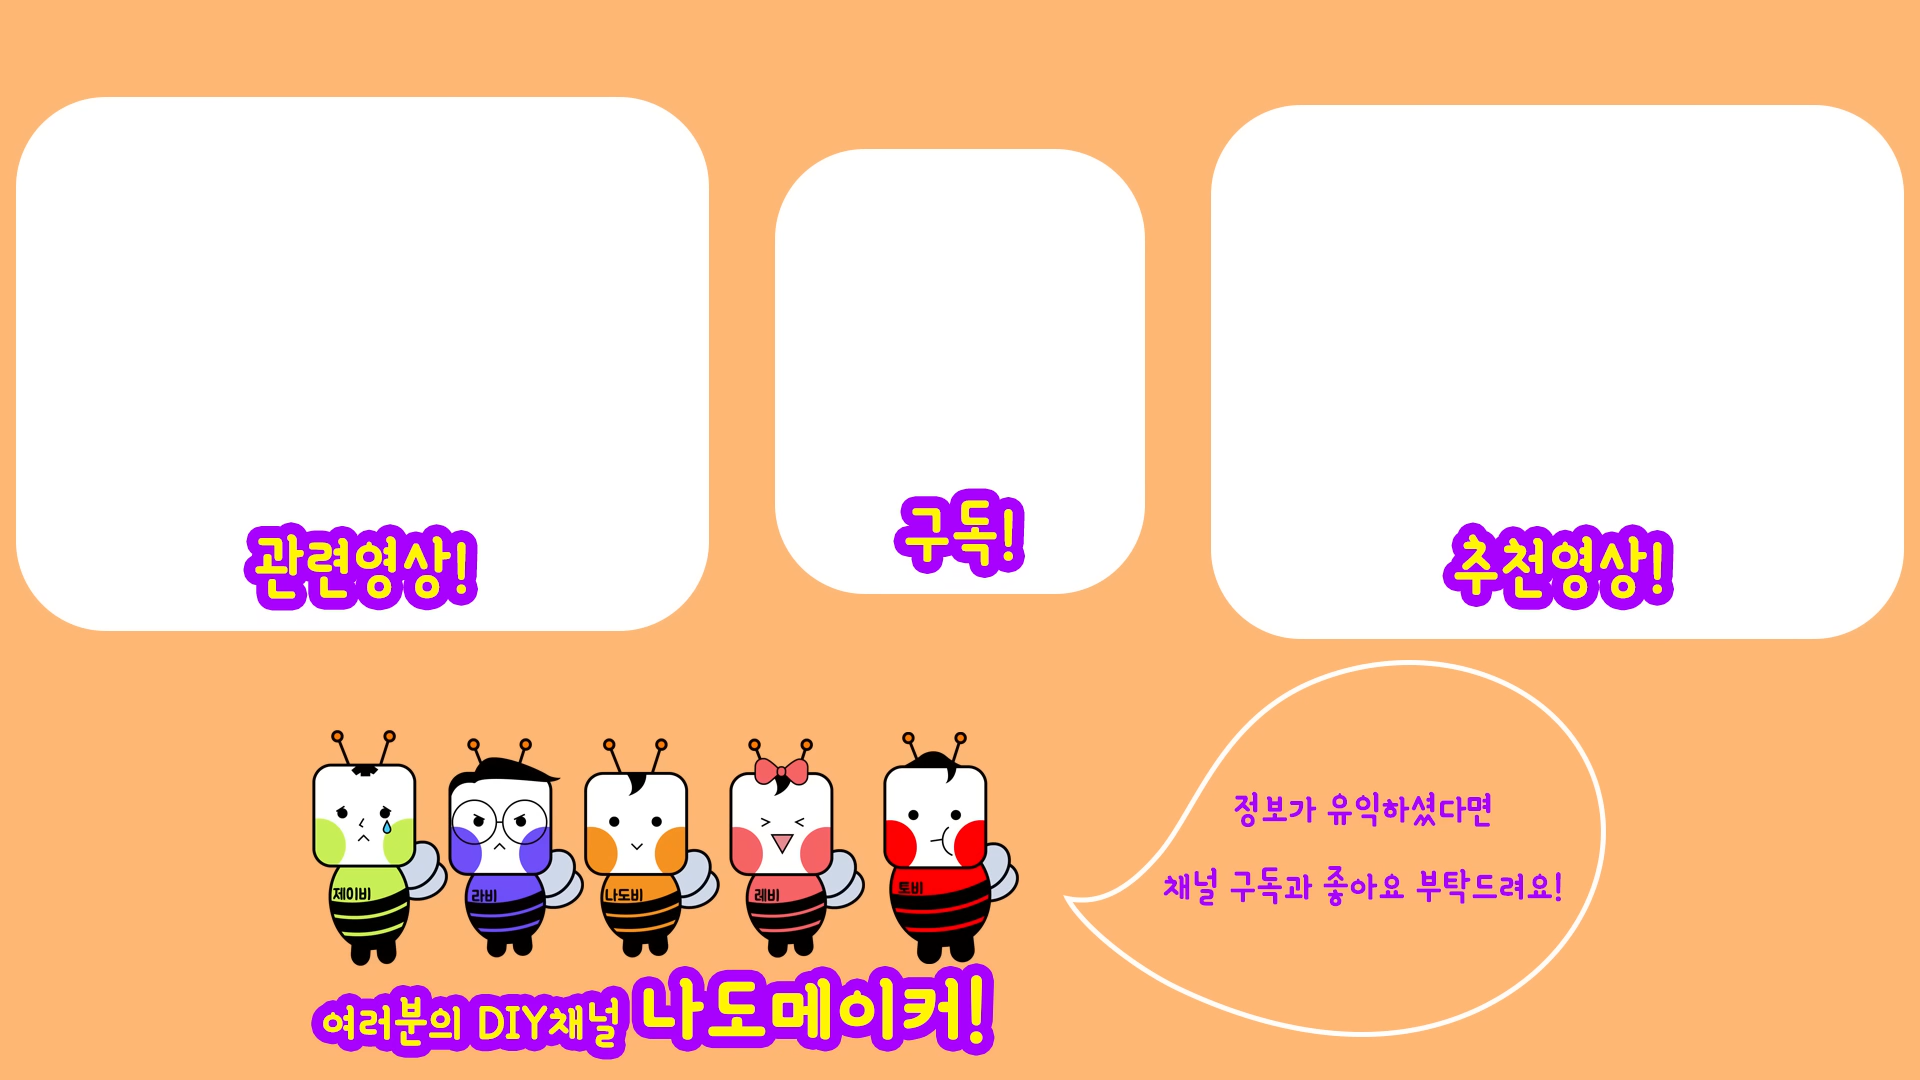 관련영상!
구독!
추천영상!
정보가 유익하셨다면
채널 구독과 좋아요 부탁드려요!
제이비
라비
나도비
레비
토비
여러분의 DIY채널 나도메이커!